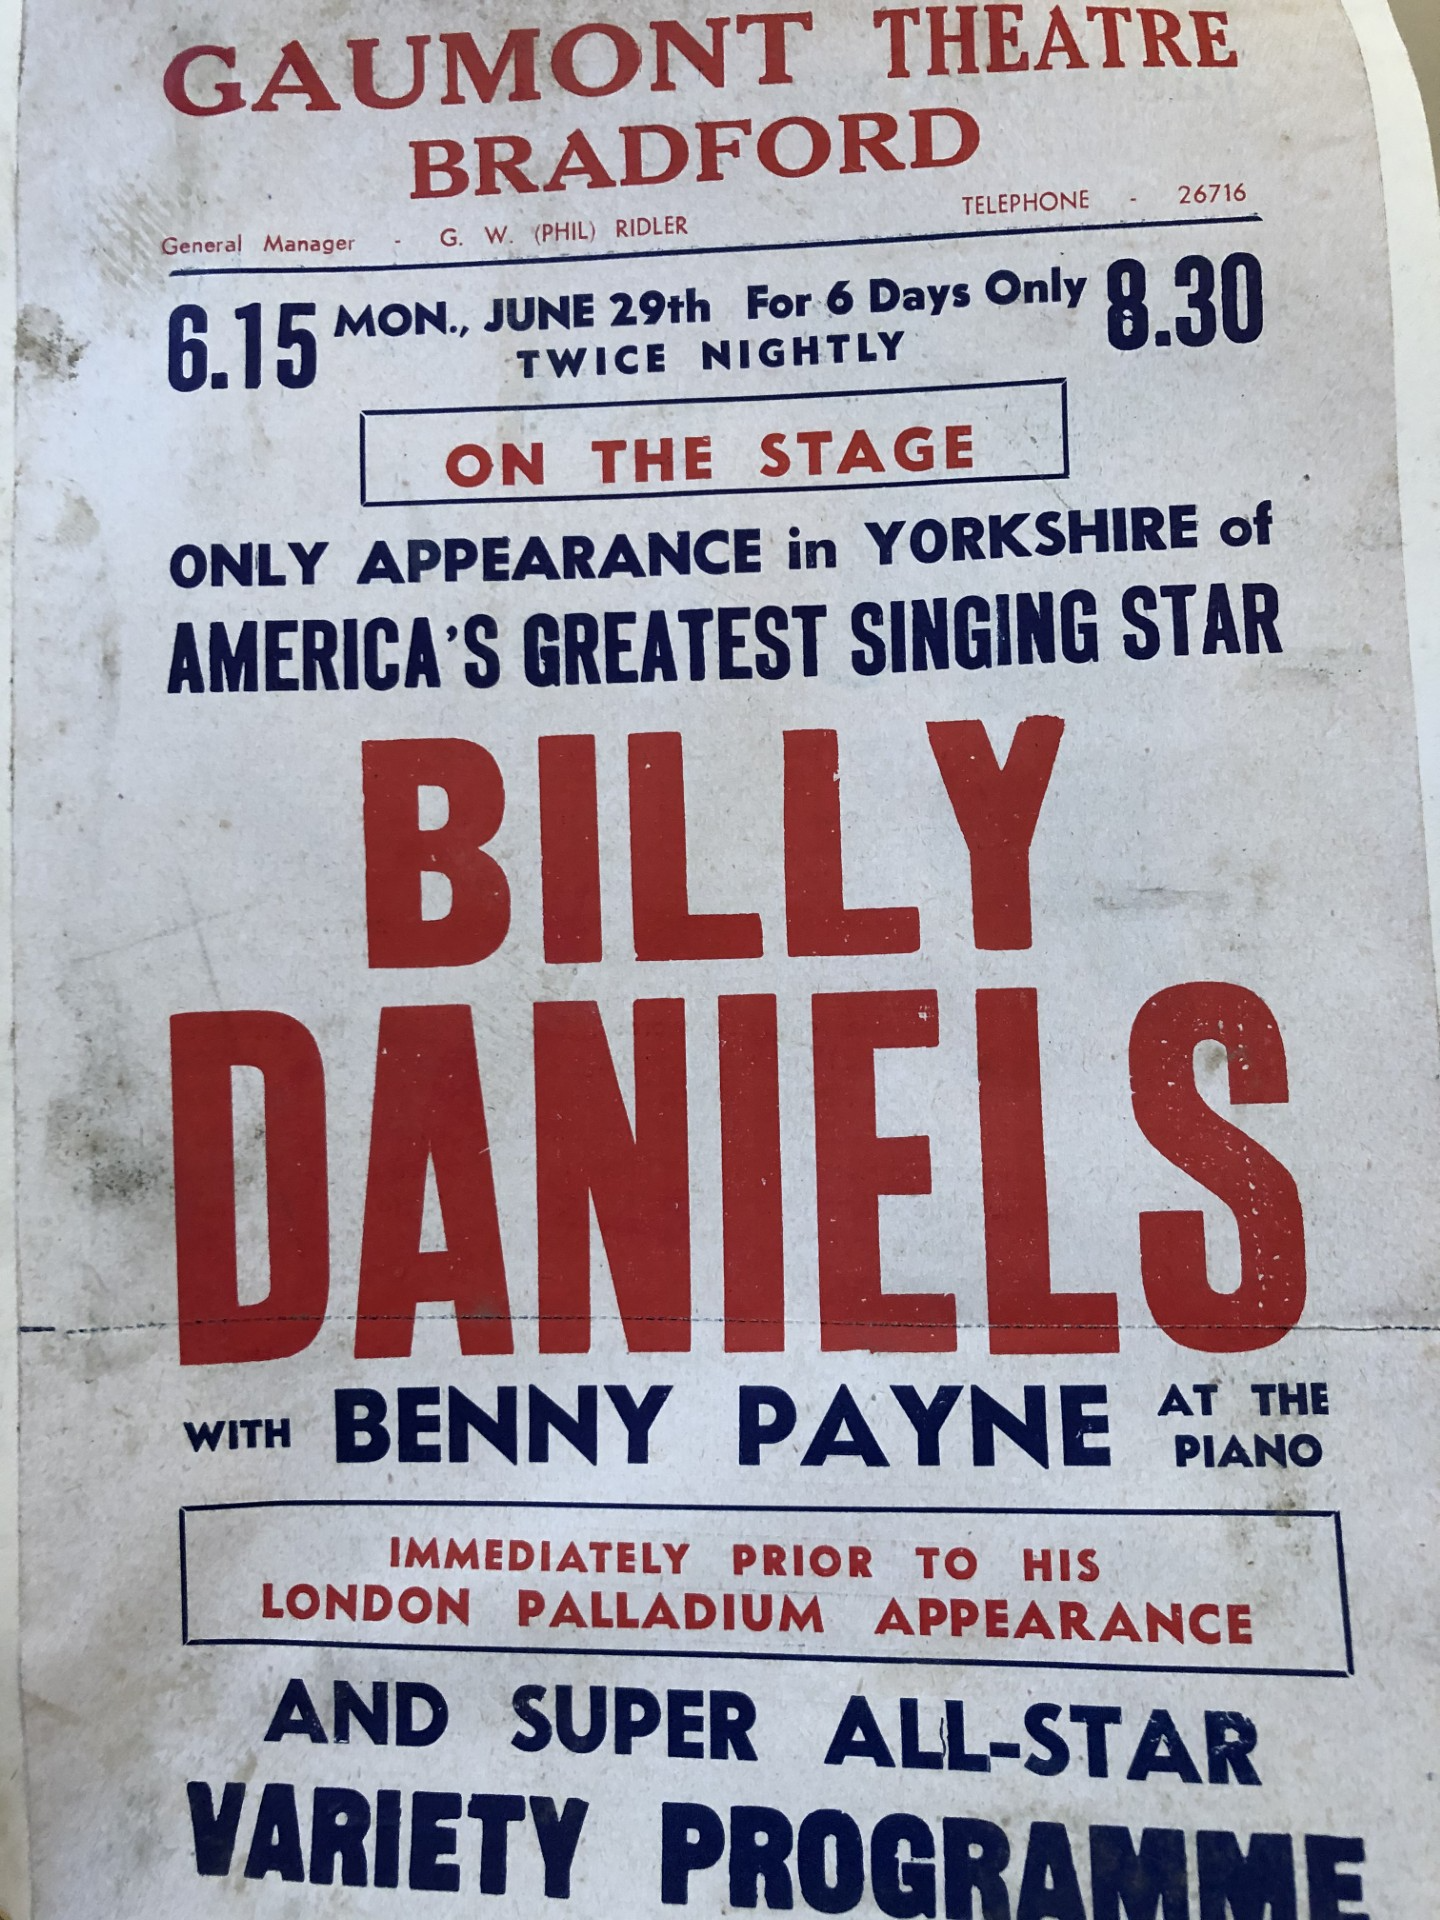 GAUMONT THEATRE
BRADFORD
General Manager - G. W. (PHIL) RIDLER TELEPHONE - 26716
6.15 MON., JUNE 29th For 6 Days Only 8.30
TWICE NIGHTLY
ON THE STAGE
ONLY APPEARANCE in YORKSHIRE of
AMERICA'S GREATEST SINGING STAR
BILLY
DANIELS
WITH BENNY PAYNE AT THE
PIANO
IMMEDIATELY PRIOR TO HIS
LONDON PALLADIUM APPEARANCE
AND SUPER ALL-STAR
VARIETY PROGRAMME